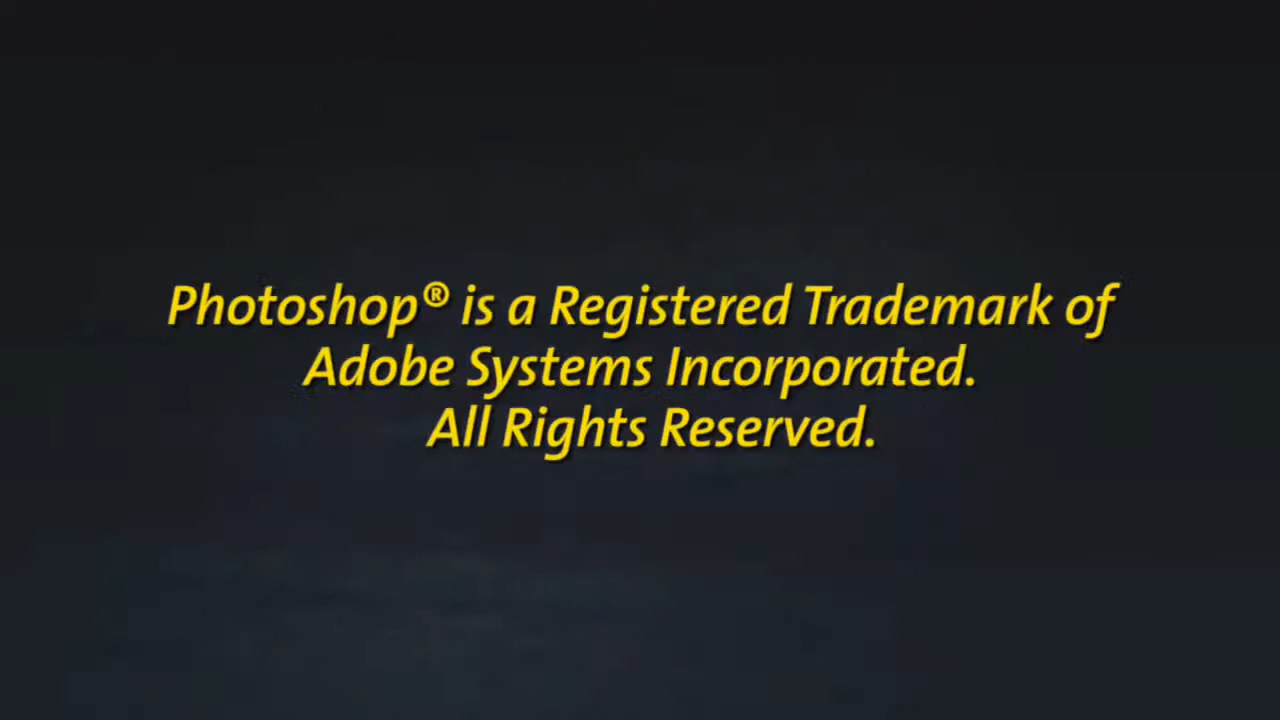 Photoshop® is a Registered Trademark of
Adobe Systems Incorporated.
All Rights Reserved.